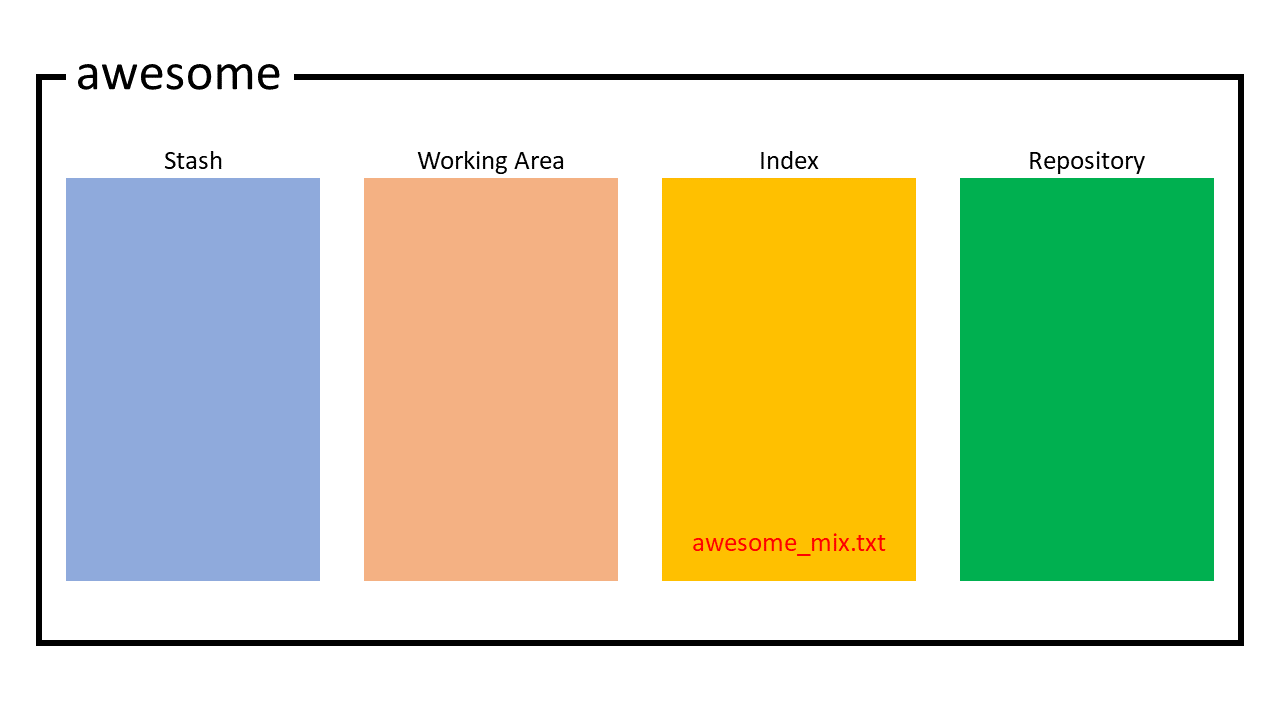 awesome
Stash
Working Area
Index
Repository
awesome_mix.txt